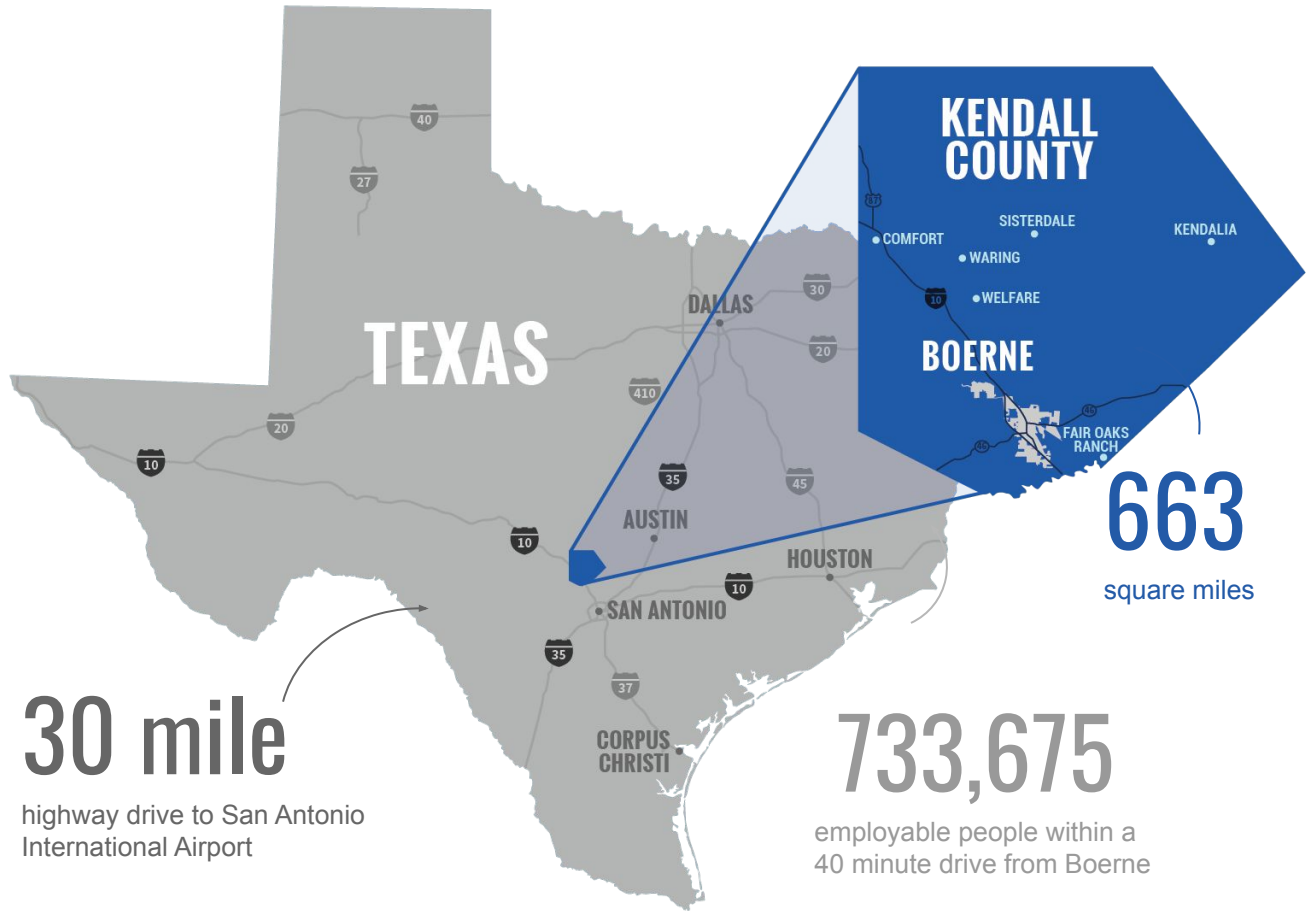 40
27
KENDALL
COUNTY
87
SISTERDALE
KENDALIA
COMFORT
WARING
30
10
WELFARE
DALLAS
TEXAS
20
BOERNE
410
46
20
FAIR OAKS
RANCH
46
10
35
45
663
square miles
AUSTIN
10
HOUSTON
10
SAN ANTONIO
35
37
30 mile
highway drive to San Antonio
International Airport
CORPUS
CHRISTI
733,675
employable people within a
40 minute drive from Boerne